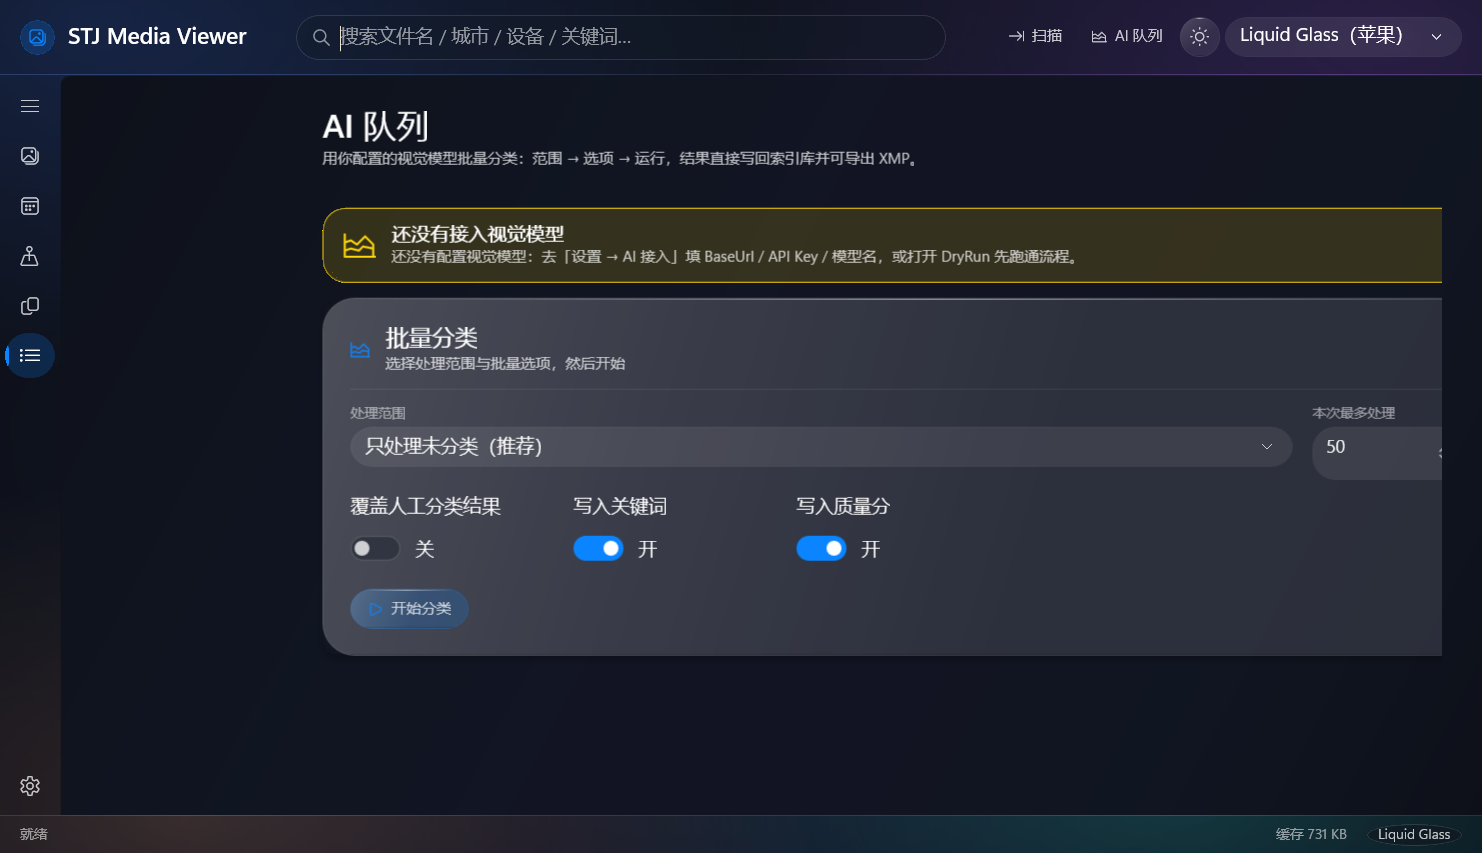 STJ Media Viewer
搜索文件名 / 城市 / 设备 / 关键词...
扫描
AI 队列
Liquid Glass（苹果）
AI 队列
用你配置的视觉模型批量分类：范围 → 选项 → 运行，结果直接写回索引库并可导出 XMP。
还没有接入视觉模型
还没有配置视觉模型：去「设置 → AI 接入」填 BaseUrl / API Key / 模型名，或打开 DryRun 先跑通流程。
批量分类
选择处理范围与批量选项，然后开始
处理范围
本次最多处理
只处理未分类（推荐）
50
覆盖人工分类结果
写入关键词
写入质量分
关
开
开
开始分类
就绪
缓存 731 KB
Liquid Glass